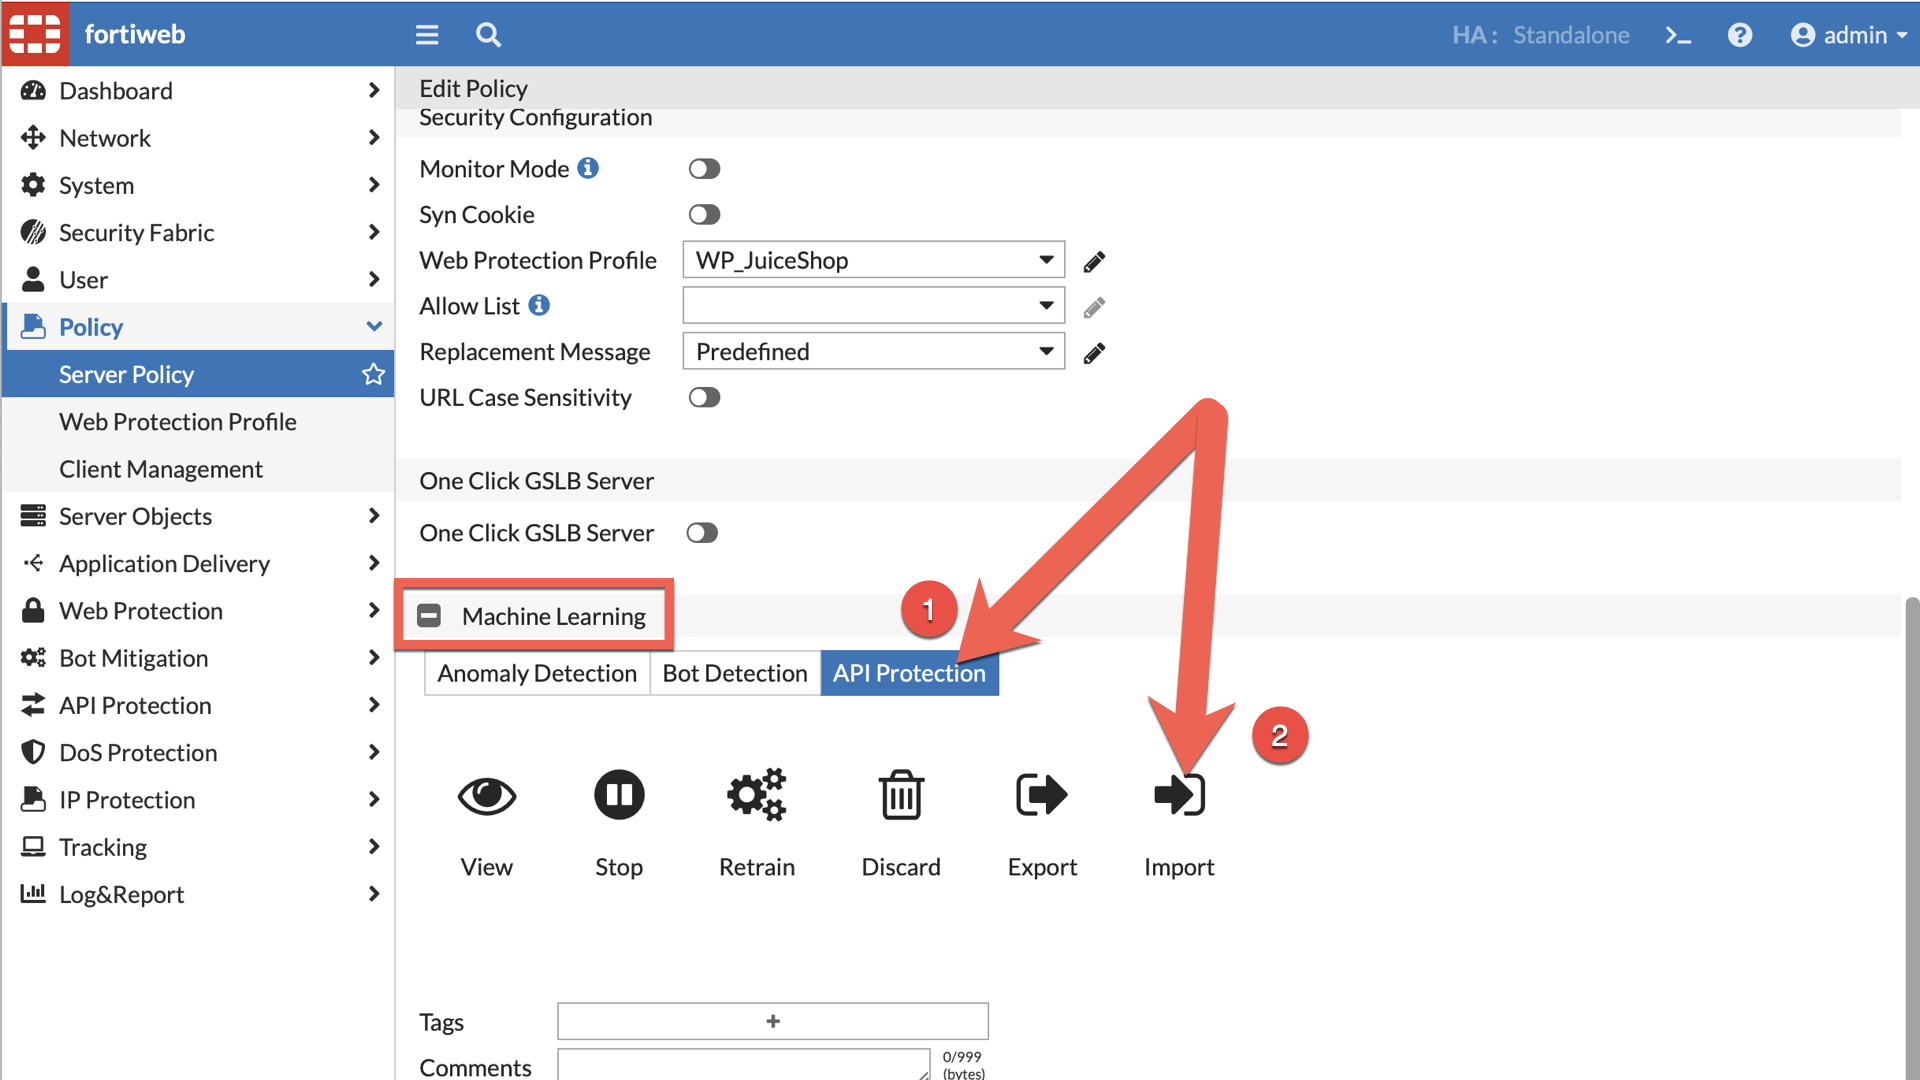 fortiweb
HA: Standalone
admin
Dashboard
Network
System
Security Fabric
User
Policy
Server Policy
Web Protection Profile
Client Management
Server Objects
Application Delivery
Web Protection
Bot Mitigation
API Protection
DoS Protection
IP Protection
Tracking
Log&Report
Edit Policy
Security Configuration
Monitor Mode
Syn Cookie
Web Protection Profile WP_JuiceShop
Allow List
Replacement Message Predefined
URL Case Sensitivity
One Click GSLB Server
One Click GSLB Server
Machine Learning
1
Anomaly Detection Bot Detection API Protection
2
View Stop Retrain Discard Export Import
Tags +
Comments 0/999
(bytes)